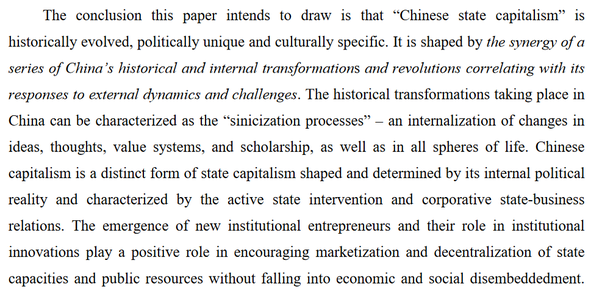 The conclusion this paper intends to draw is that “Chinese state capitalism” is
historically evolved, politically unique and culturally specific. It is shaped by the synergy of a
series of China’s historical and internal transformations and revolutions correlating with its
responses to external dynamics and challenges. The historical transformations taking place in
China can be characterized as the “sinicization processes” – an internalization of changes in
ideas, thoughts, value systems, and scholarship, as well as in all spheres of life. Chinese
capitalism is a distinct form of state capitalism shaped and determined by its internal political
reality and characterized by the active state intervention and corporative state-business
relations. The emergence of new institutional entrepreneurs and their role in institutional
innovations play a positive role in encouraging marketization and decentralization of state
capacities and public resources without falling into economic and social disembeddedment.